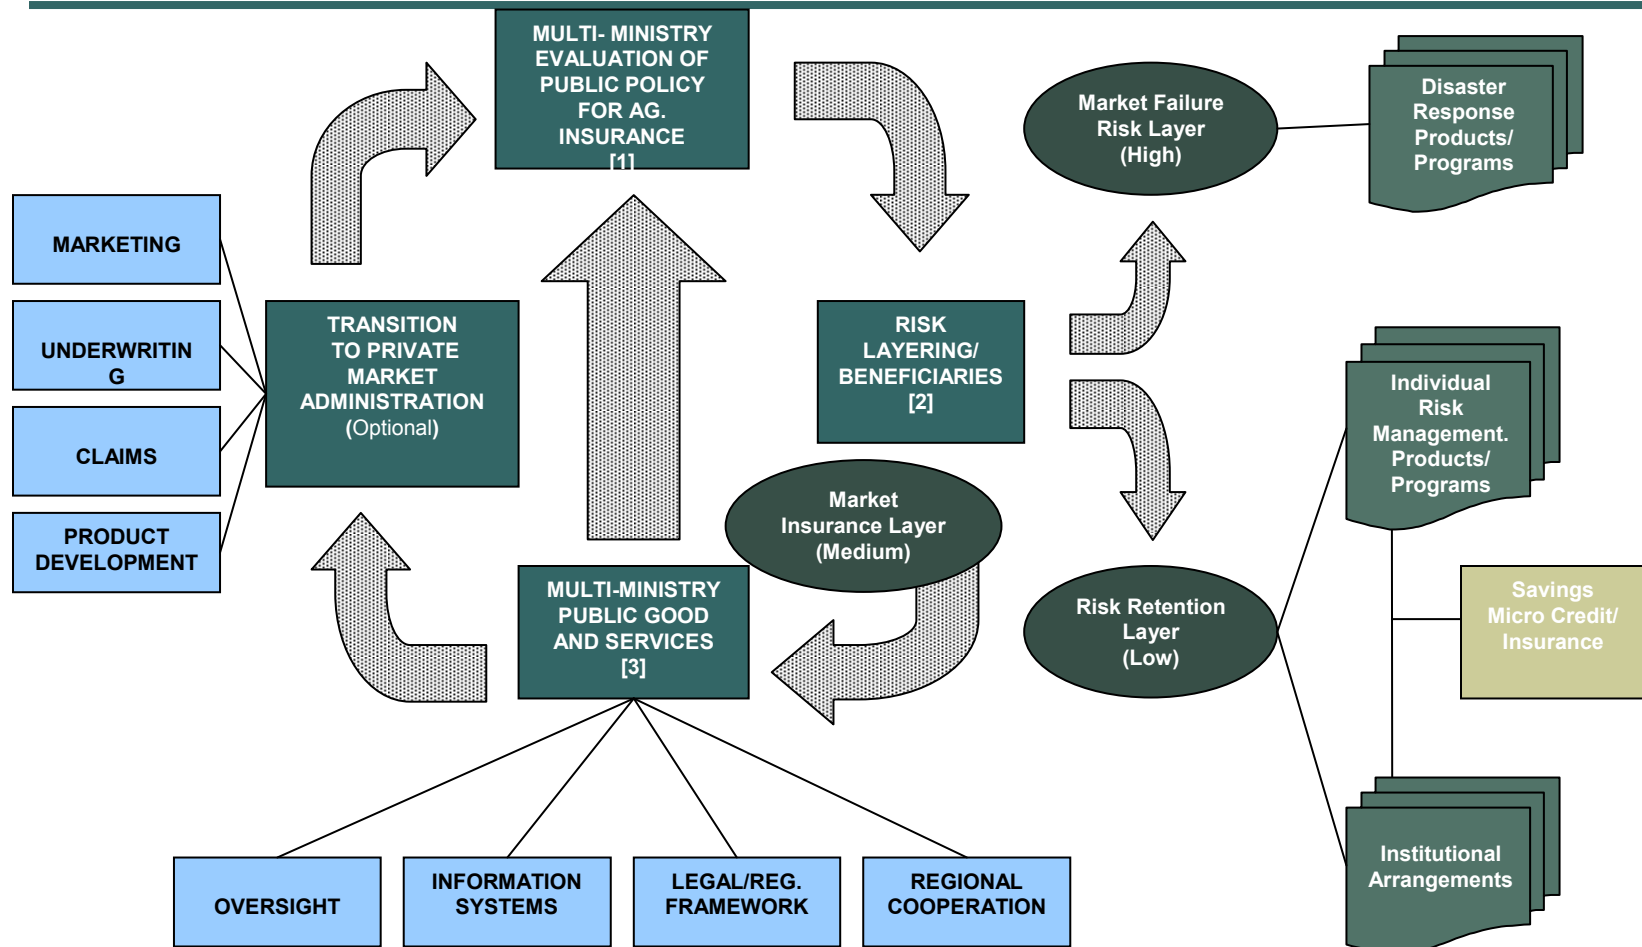 MULTI- MINISTRY
EVALUATION OF
PUBLIC POLICY
FOR AG.
INSURANCE
[1]
Market Failure
Risk Layer
(High)
Disaster
Response
Products/
Programs
MARKETING
UNDERWRITIN
G
CLAIMS
PRODUCT
DEVELOPMENT
TRANSITION
TO PRIVATE
MARKET
ADMINISTRATION
(Optional)
RISK
LAYERING/
BENEFICIARIES
[2]
Individual
Risk
Management.
Products/
Programs
Market
Insurance Layer
(Medium)
MULTI-MINISTRY
PUBLIC GOOD
AND SERVICES
[3]
Risk Retention
Layer
(Low)
Savings
Micro Credit/
Insurance
OVERSIGHT
INFORMATION
SYSTEMS
LEGAL/REG.
FRAMEWORK
REGIONAL
COOPERATION
Institutional
Arrangements